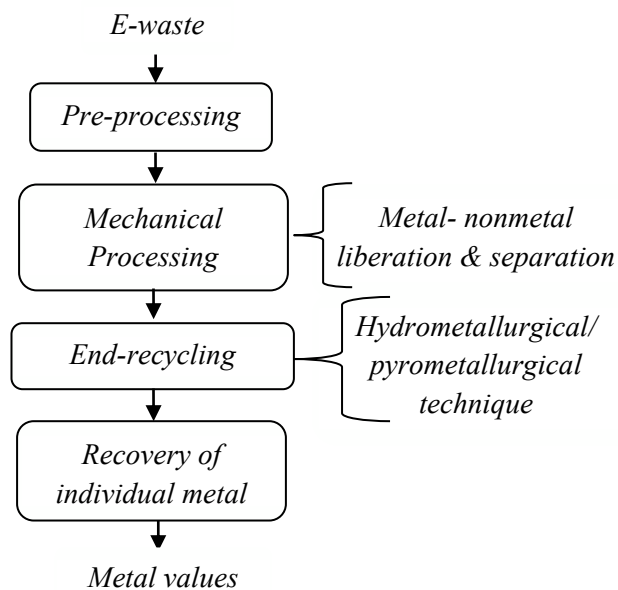 E-waste
Pre-processing
Mechanical
Processing
Metal- nonmetal
liberation & separation
End-recycling
Hydrometallurgical/
pyrometallurgical
technique
Recovery of
individual metal
Metal values